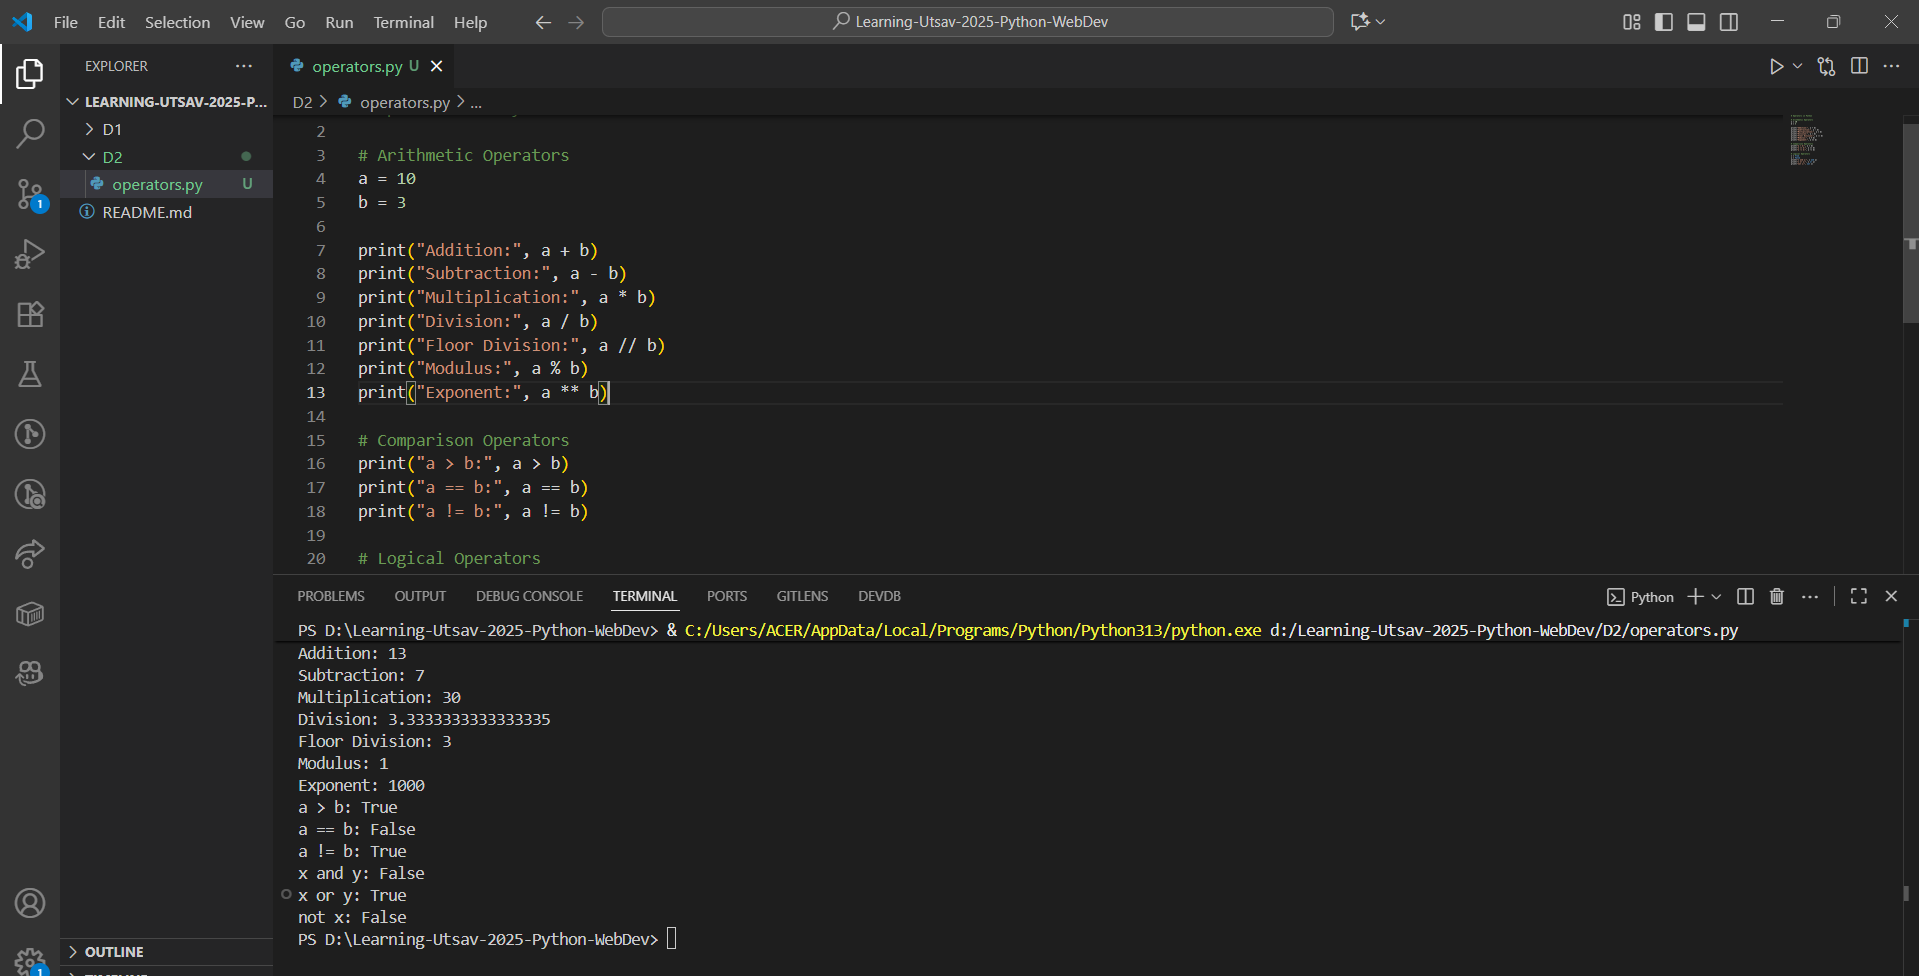 File Edit Selection View Go Run Terminal Help
Learning-Utsav-2025-Python-WebDev
EXPLORER
LEARNING-UTSAV-2025-P...
D1
D2
operators.py U
README.md
OUTLINE
1
1
operators.py U
D2 > operators.py > ...
2
3 # Arithmetic Operators
4 a = 10
5 b = 3
6
7 print("Addition:", a + b)
8 print("Subtraction:", a - b)
9 print("Multiplication:", a * b)
10 print("Division:", a / b)
11 print("Floor Division:", a // b)
12 print("Modulus:", a % b)
13 print("Exponent:", a ** b)
14
15 # Comparison Operators
16 print("a > b:", a > b)
17 print("a == b:", a == b)
18 print("a != b:", a != b)
19
20 # Logical Operators
PROBLEMS OUTPUT DEBUG CONSOLE TERMINAL PORTS GITLENS DEVDB
Python
PS D:\Learning-Utsav-2025-Python-WebDev> & C:/Users/ACER/AppData/Local/Programs/Python/Python313/python.exe d:/Learning-Utsav-2025-Python-WebDev/D2/operators.py
Addition: 13
Subtraction: 7
Multiplication: 30
Division: 3.3333333333333335
Floor Division: 3
Modulus: 1
Exponent: 1000
a > b: True
a == b: False
a != b: True
x and y: False
x or y: True
not x: False
PS D:\Learning-Utsav-2025-Python-WebDev>